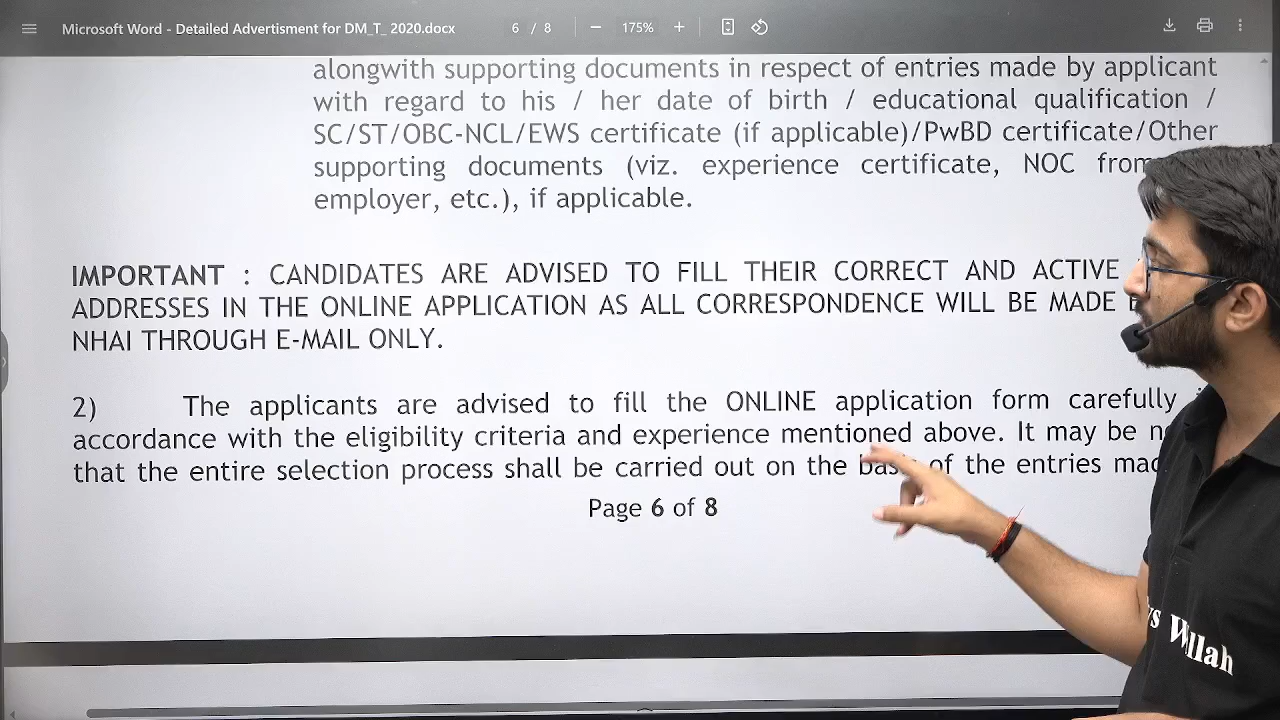 Microsoft Word - Detailed Advertisment for DM_T_ 2020.docx
6 / 8
175%
alongwith supporting documents in respect of entries made by applicant
with regard to his / her date of birth / educational qualification /
SC/ST/OBC-NCL/EWS certificate (if applicable)/PwBD certificate/Other
supporting documents (viz. experience certificate, NOC from
employer, etc.), if applicable.
IMPORTANT : CANDIDATES ARE ADVISED TO FILL THEIR CORRECT AND ACTIVE
ADDRESSES IN THE ONLINE APPLICATION AS ALL CORRESPONDENCE WILL BE MADE
NHAI THROUGH E-MAIL ONLY.
2) The applicants are advised to fill the ONLINE application form carefully
accordance with the eligibility criteria and experience mentioned above. It may be
that the entire selection process shall be carried out on the basis of the entries
Page 6 of 8